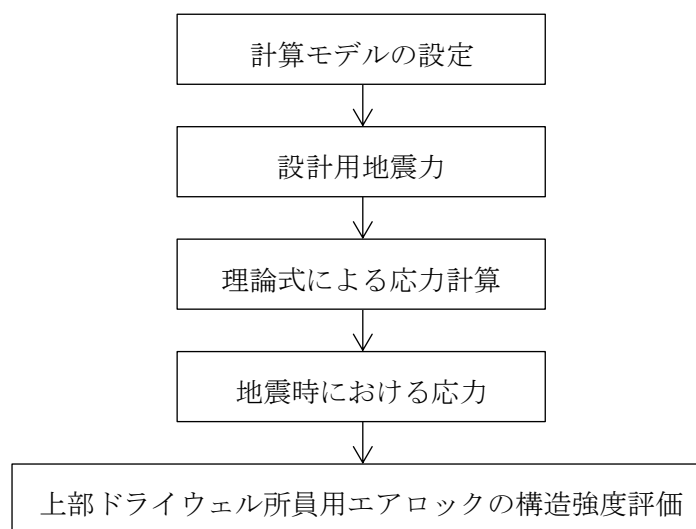 計算モデルの設定
設計用地震力
理論式による応力計算
地震時における応力
上部ドライウェル所員用エアロックの構造強度評価